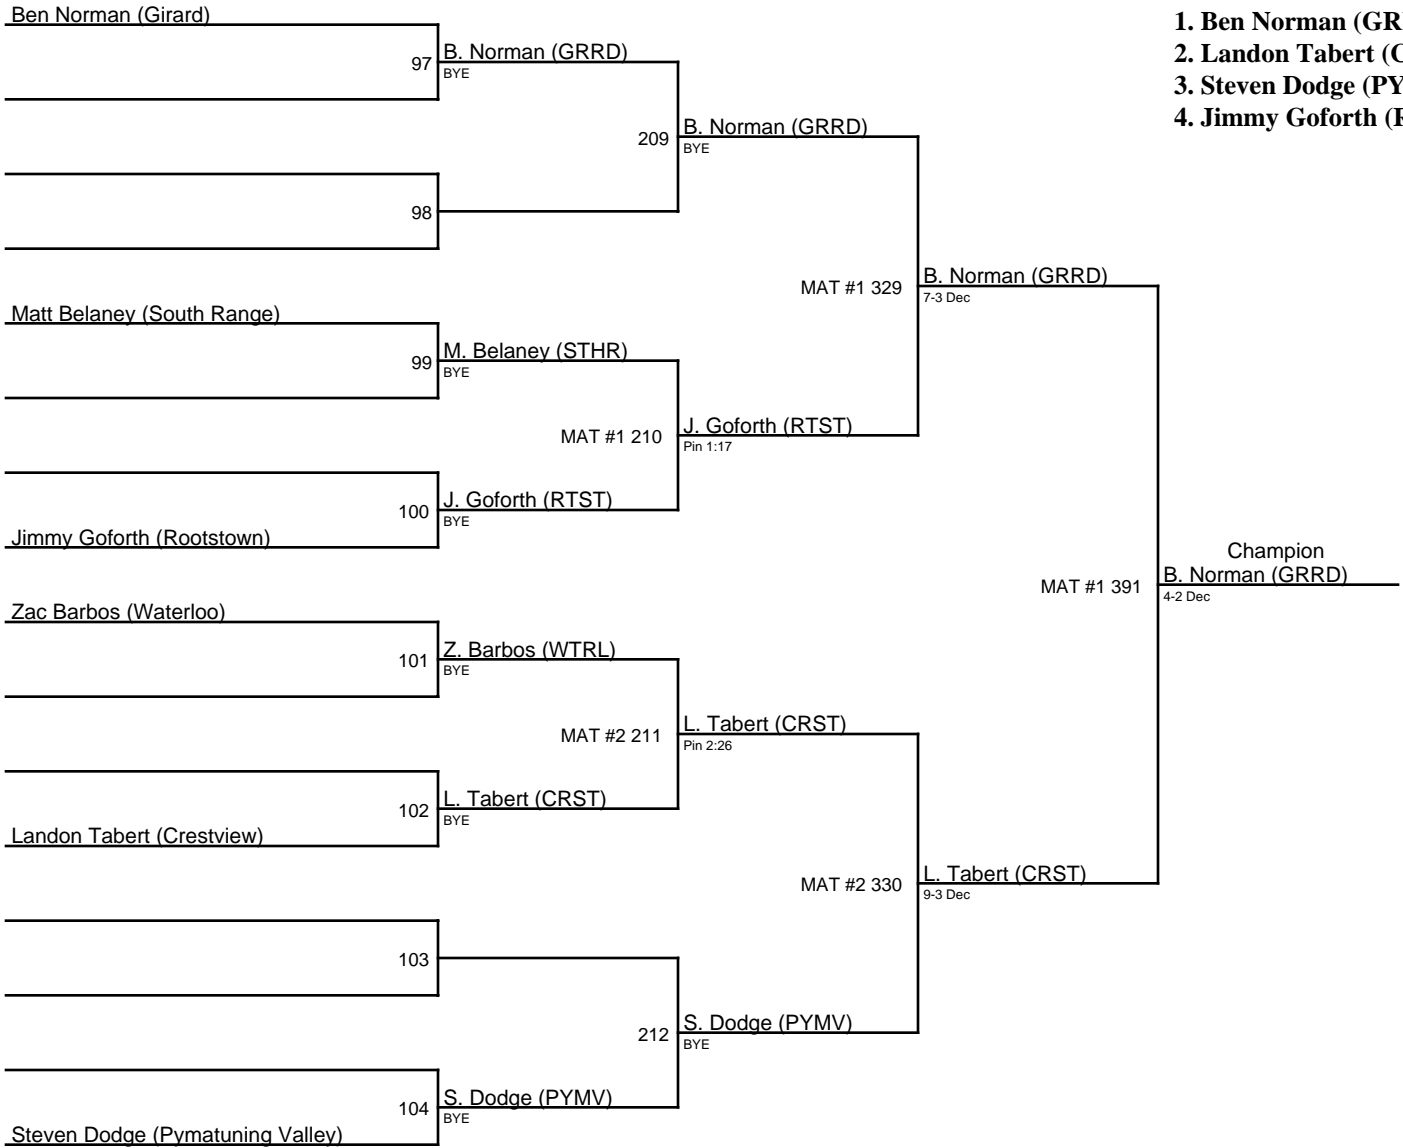 Ben Norman (Girard)
1. Ben Norman (GR
2. Landon Tabert (
3. Steven Dodge (PY
4. Jimmy Goforth (
97
B. Norman (GRRD)
BYE
209
B. Norman (GRRD)
BYE
98
MAT #1 329
B. Norman (GRRD)
7-3 Dec
Matt Belaney (South Range)
99
M. Belaney (STHR)
BYE
MAT #1 210
J. Goforth (RTST)
Pin 1:17
100
J. Goforth (RTST)
BYE
Jimmy Goforth (Rootstown)
Champion
MAT #1 391
B. Norman (GRRD)
4-2 Dec
Zac Barbos (Waterloo)
101
Z. Barbos (WTRL)
BYE
MAT #2 211
L. Tabert (CRST)
Pin 2:26
102
L. Tabert (CRST)
BYE
Landon Tabert (Crestview)
MAT #2 330
L. Tabert (CRST)
9-3 Dec
103
212
S. Dodge (PYMV)
BYE
104
S. Dodge (PYMV)
BYE
Steven Dodge (Pymatuning Valley)